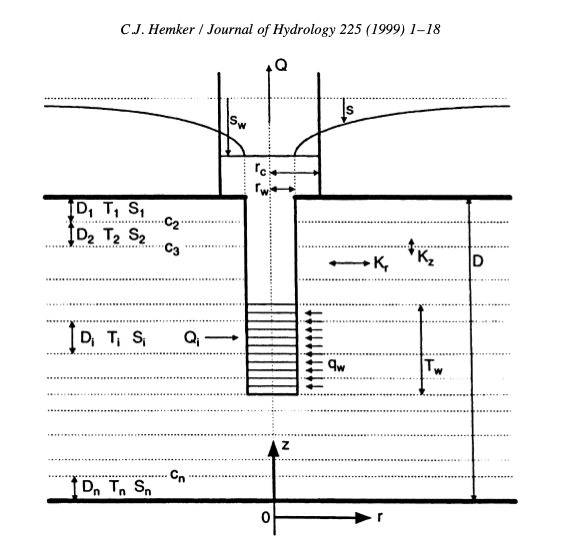 C.J. Hemker / Journal of Hydrology 225 (1999) 1–18
Q
s_w
s
r_c
r_w
D_1 T_1 S_1
c_2
D_2 T_2 S_2
c_3
K_r
K_z
D
D_i T_i S_i
Q_i
q_w
T_w
z
c_n
D_n T_n S_n
0
r